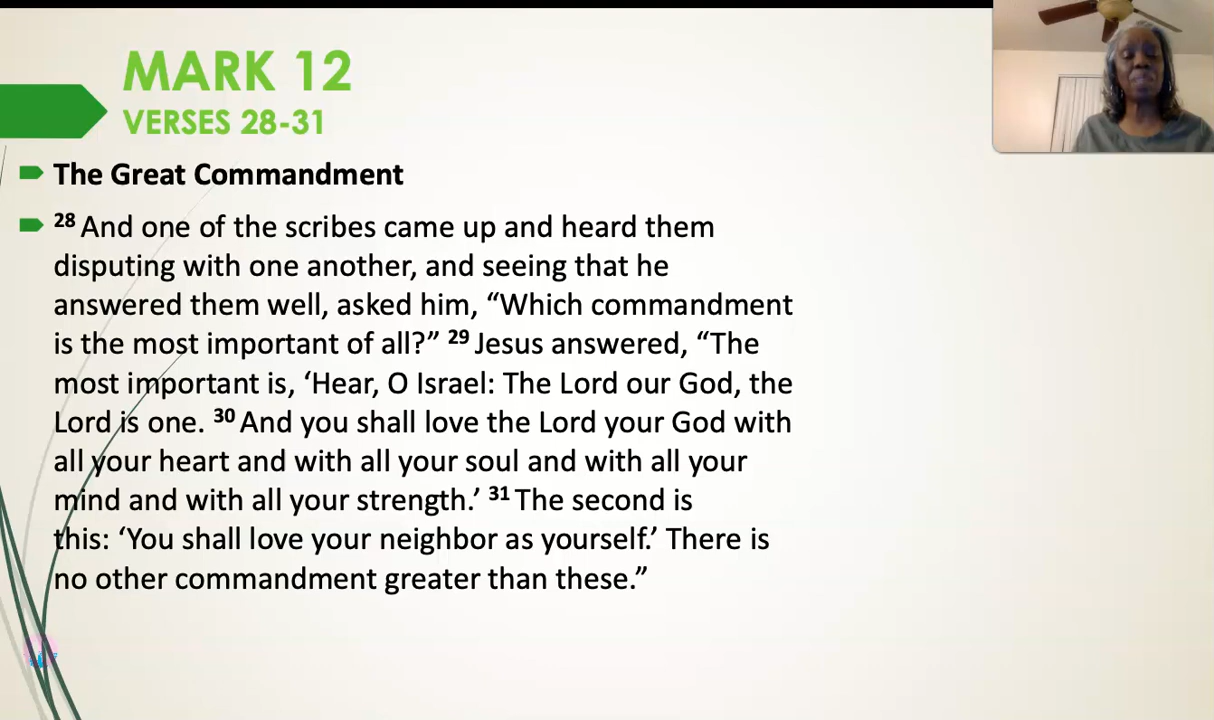 MARK 12
VERSES 28-31
The Great Commandment
28 And one of the scribes came up and heard them
disputing with one another, and seeing that he
answered them well, asked him, “Which commandment
is the most important of all?” 29 Jesus answered, “The
most important is, ‘Hear, O Israel: The Lord our God, the
Lord is one. 30 And you shall love the Lord your God with
all your heart and with all your soul and with all your
mind and with all your strength.’ 31 The second is
this: ‘You shall love your neighbor as yourself.’ There is
no other commandment greater than these.”